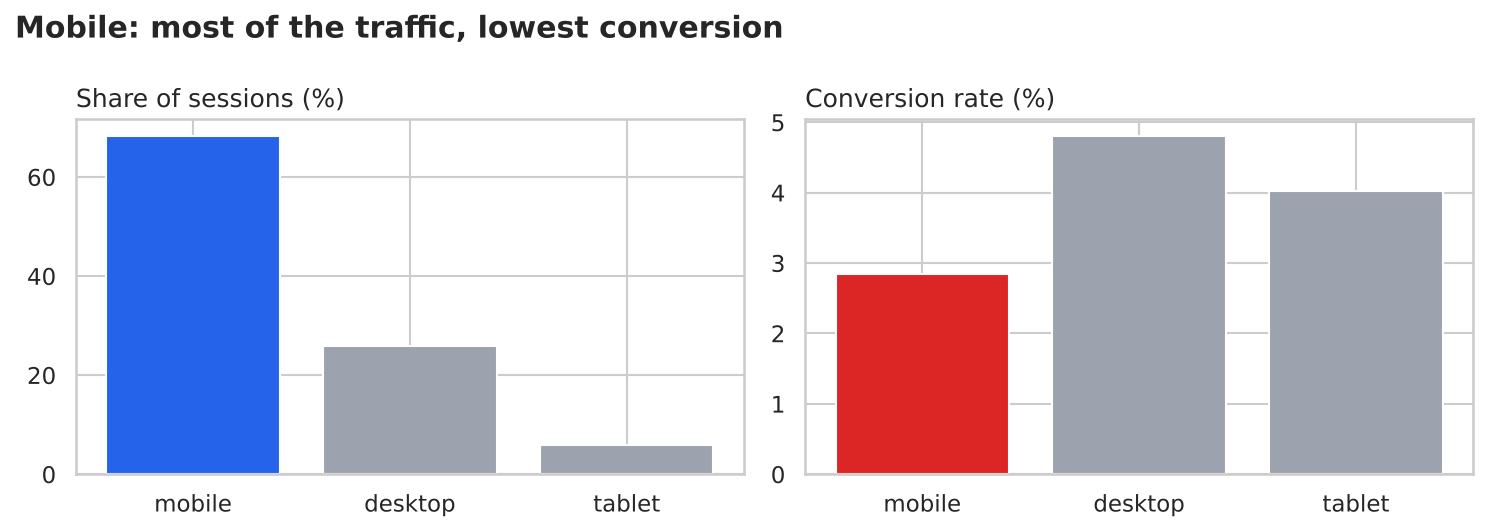 Mobile: most of the traffic, lowest conversion
Share of sessions (%)
60
40
20
0
mobile desktop tablet
Conversion rate (%)
5
4
3
2
1
0
mobile desktop tablet